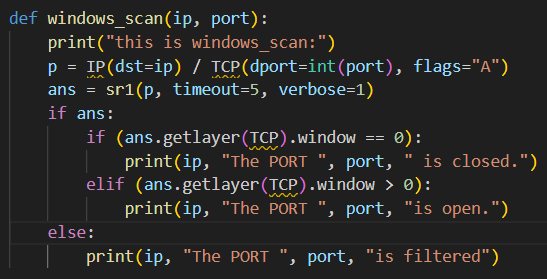 def windows_scan(ip, port):
    print("this is windows_scan:")
    p = IP(dst=ip) / TCP(dport=int(port), flags="A")
    ans = sr1(p, timeout=5, verbose=1)
    if ans:
        if (ans.getlayer(TCP).window == 0):
            print(ip, "The PORT ", port, " is closed.")
        elif (ans.getlayer(TCP).window > 0):
            print(ip, "The PORT ", port, "is open.")
    else:
        print(ip, "The PORT ", port, "is filtered")